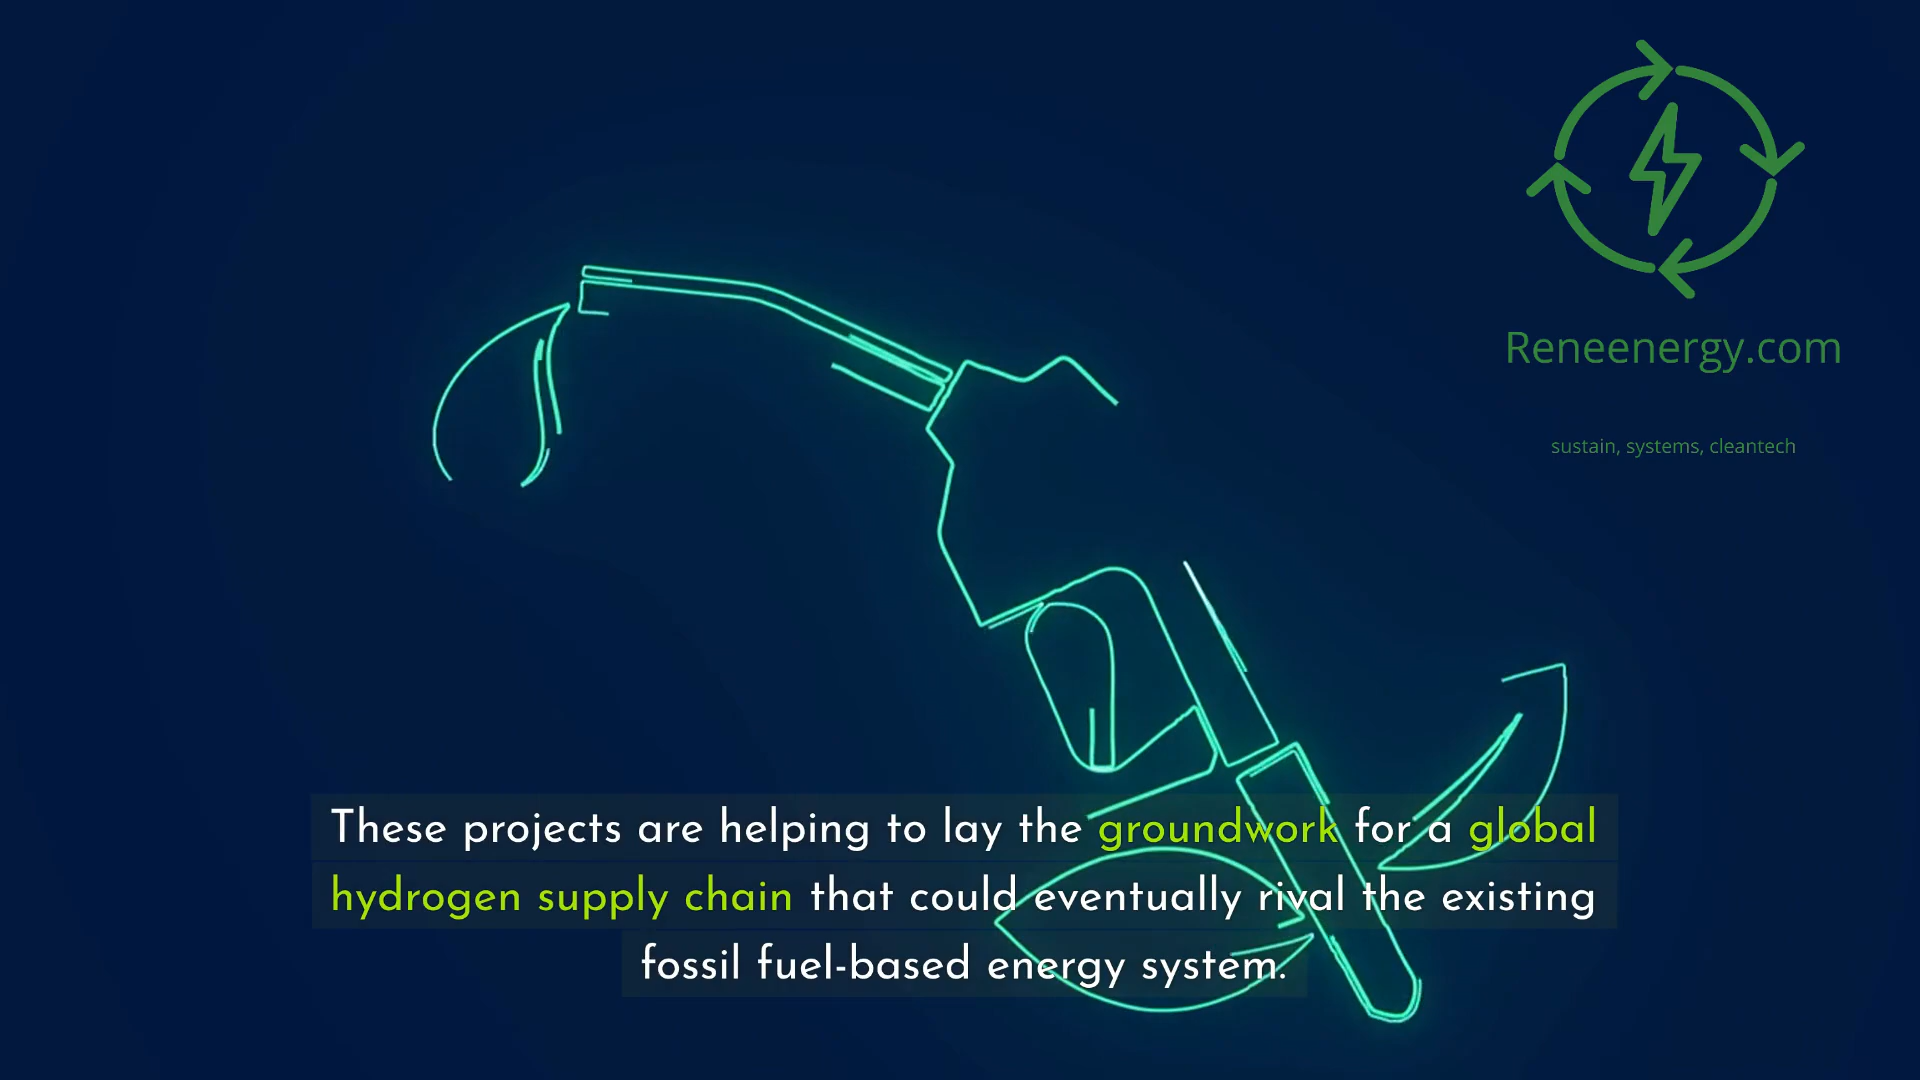 Reneenergy.com
sustain, systems, cleantech
These projects are helping to lay the groundwork for a global
hydrogen supply chain that could eventually rival the existing
fossil fuel-based energy system.